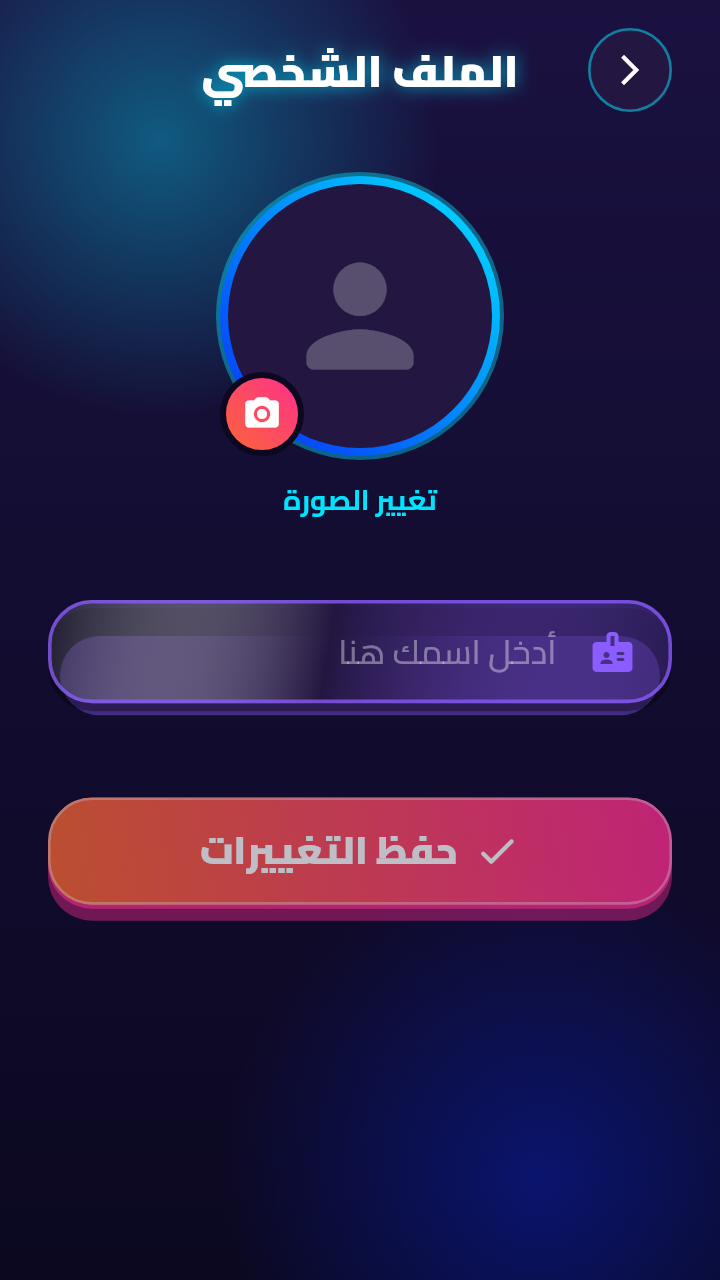 الملف الشخصي
تغيير الصورة
أدخل اسمك هنا
حفظ التغييرات